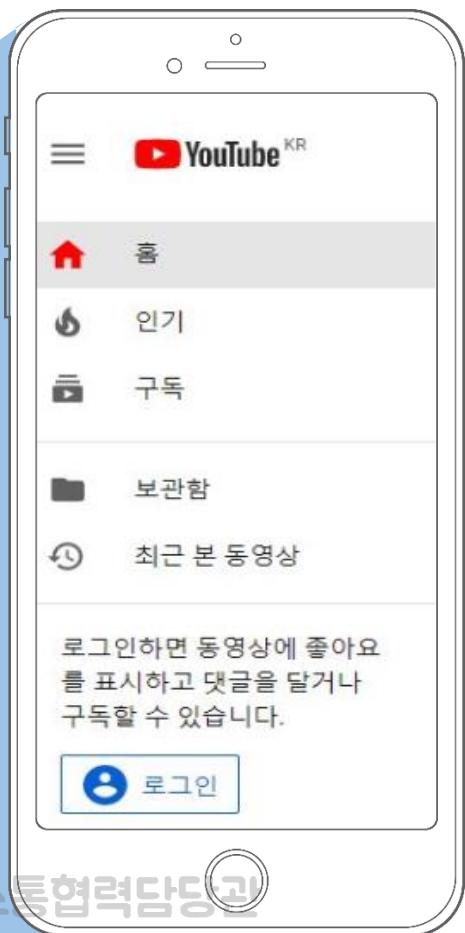 YouTube KR
홈
인기
구독
보관함
최근 본 동영상
로그인하면 동영상에 좋아요
를 표시하고 댓글을 달거나
구독할 수 있습니다.
로그인
통협력담당관